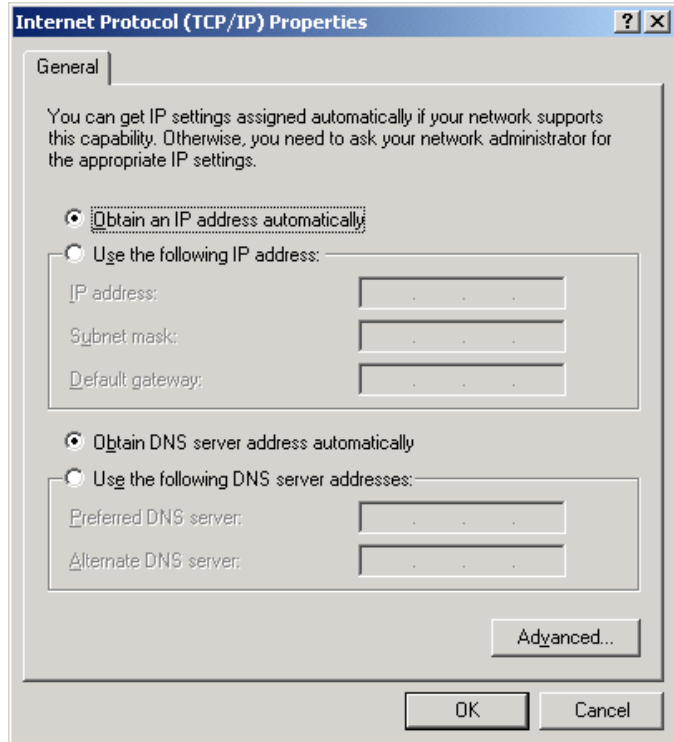 Internet Protocol (TCP/IP) Properties
General
You can get IP settings assigned automatically if your network supports
this capability. Otherwise, you need to ask your network administrator for
the appropriate IP settings.
Obtain an IP address automatically
Use the following IP address:
IP address:
Subnet mask:
Default gateway:
Obtain DNS server address automatically
Use the following DNS server addresses:
Preferred DNS server:
Alternate DNS server:
Advanced...
OK Cancel